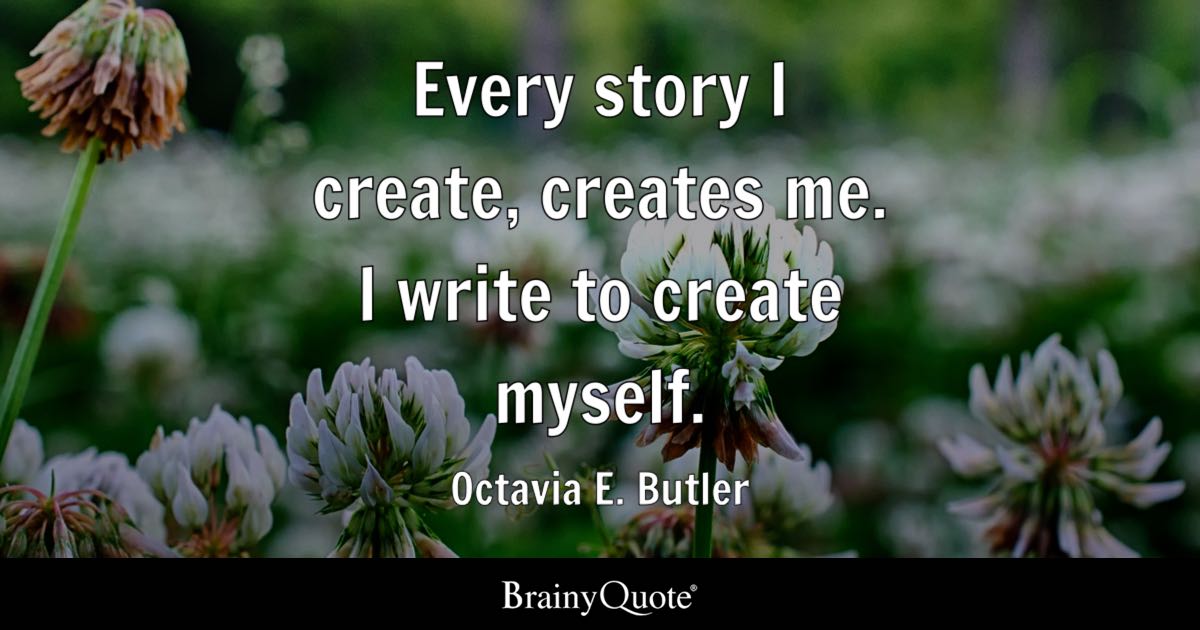 Every story I
create, creates me.
I write to create
myself.
Octavia E. Butler
BrainyQuote®